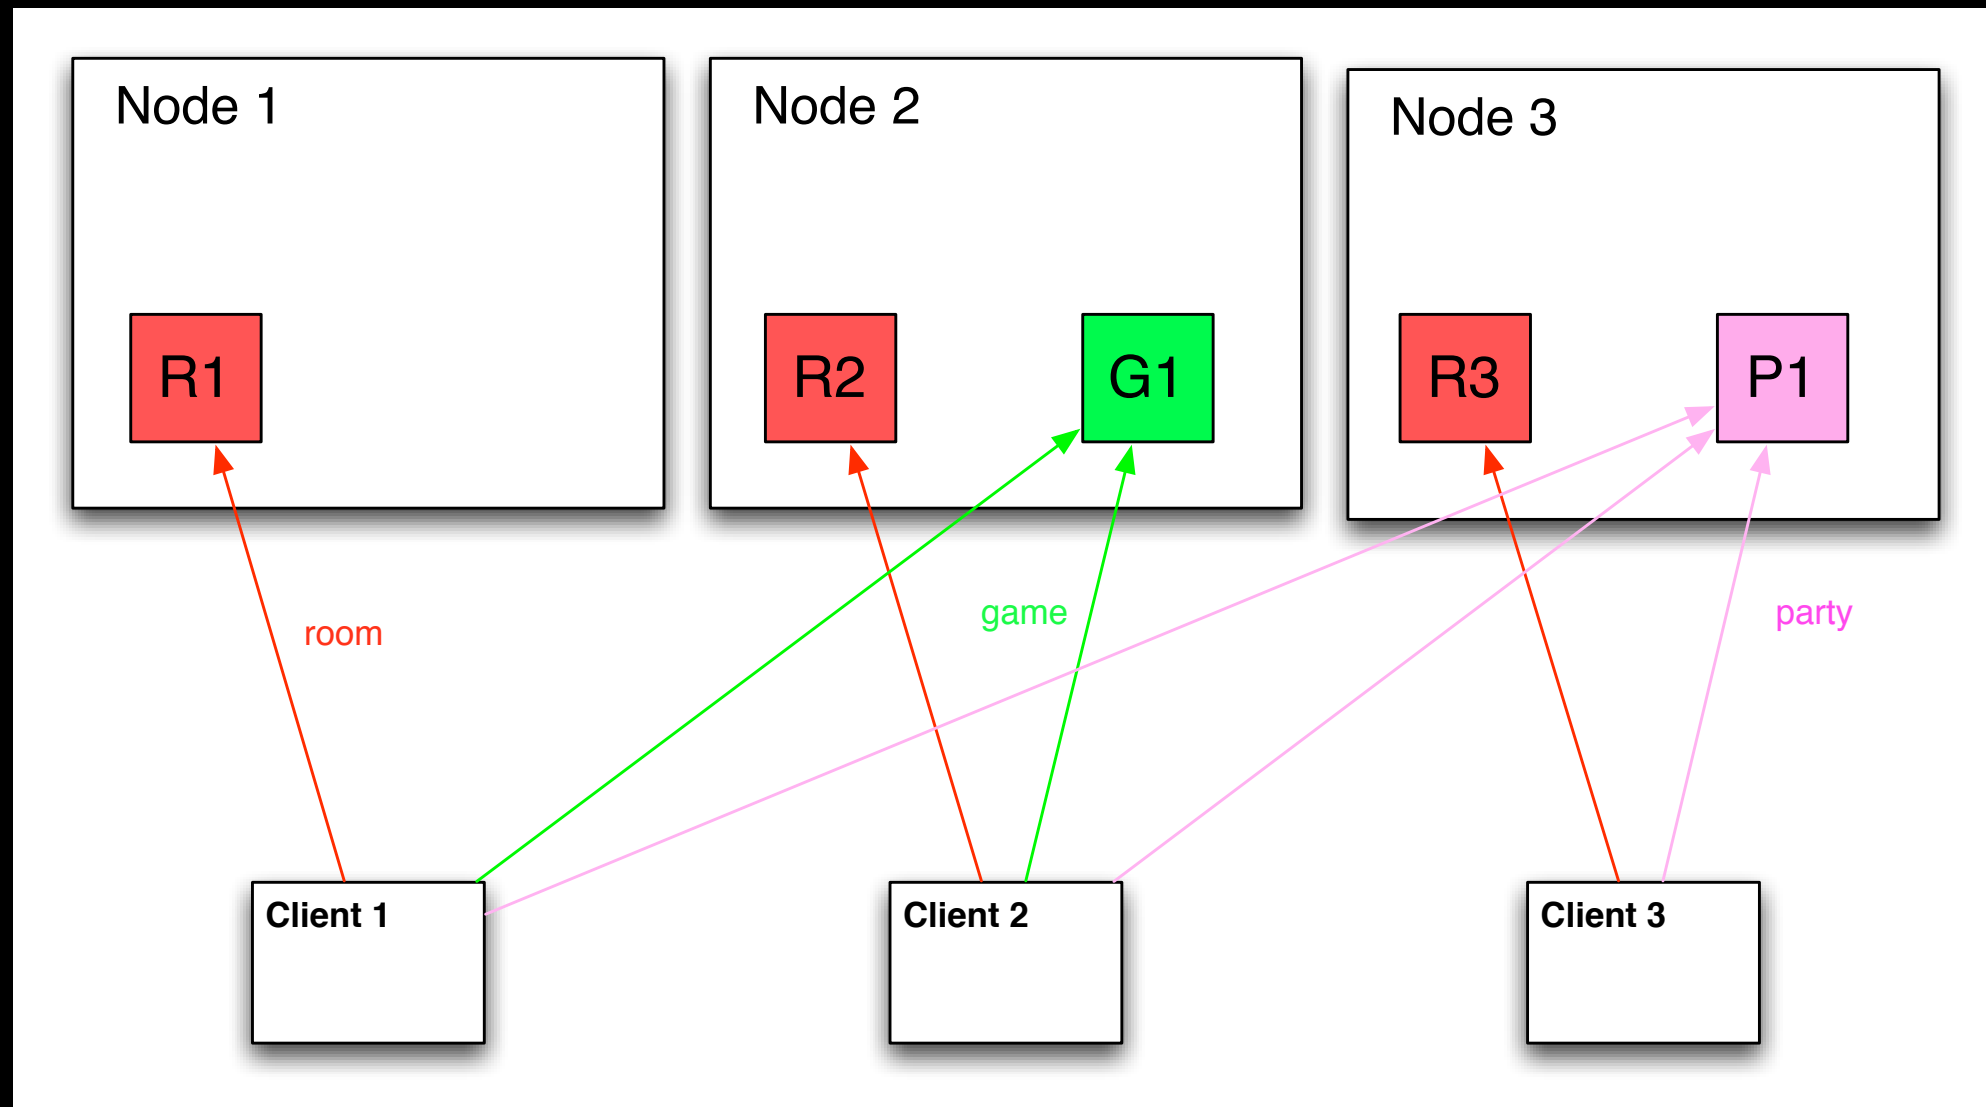 Node 1
Node 2
Node 3
R1
R2
G1
R3
P1
room
game
party
Client 1
Client 2
Client 3